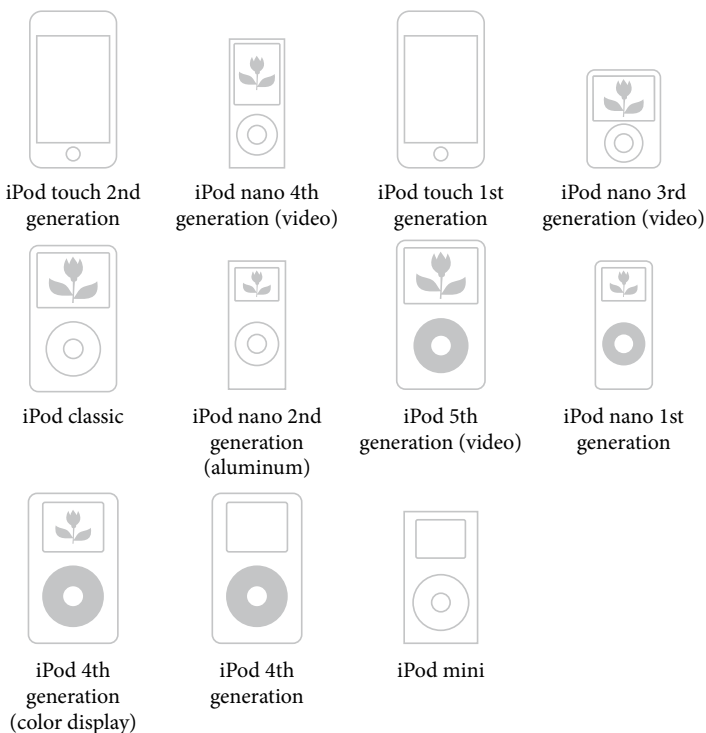 iPod touch 2nd
generation
iPod nano 4th
generation (video)
iPod touch 1st
generation
iPod nano 3rd
generation (video)
iPod classic
iPod nano 2nd
generation
(aluminum)
iPod 5th
generation (video)
iPod nano 1st
generation
iPod 4th
generation
(color display)
iPod 4th
generation
iPod mini